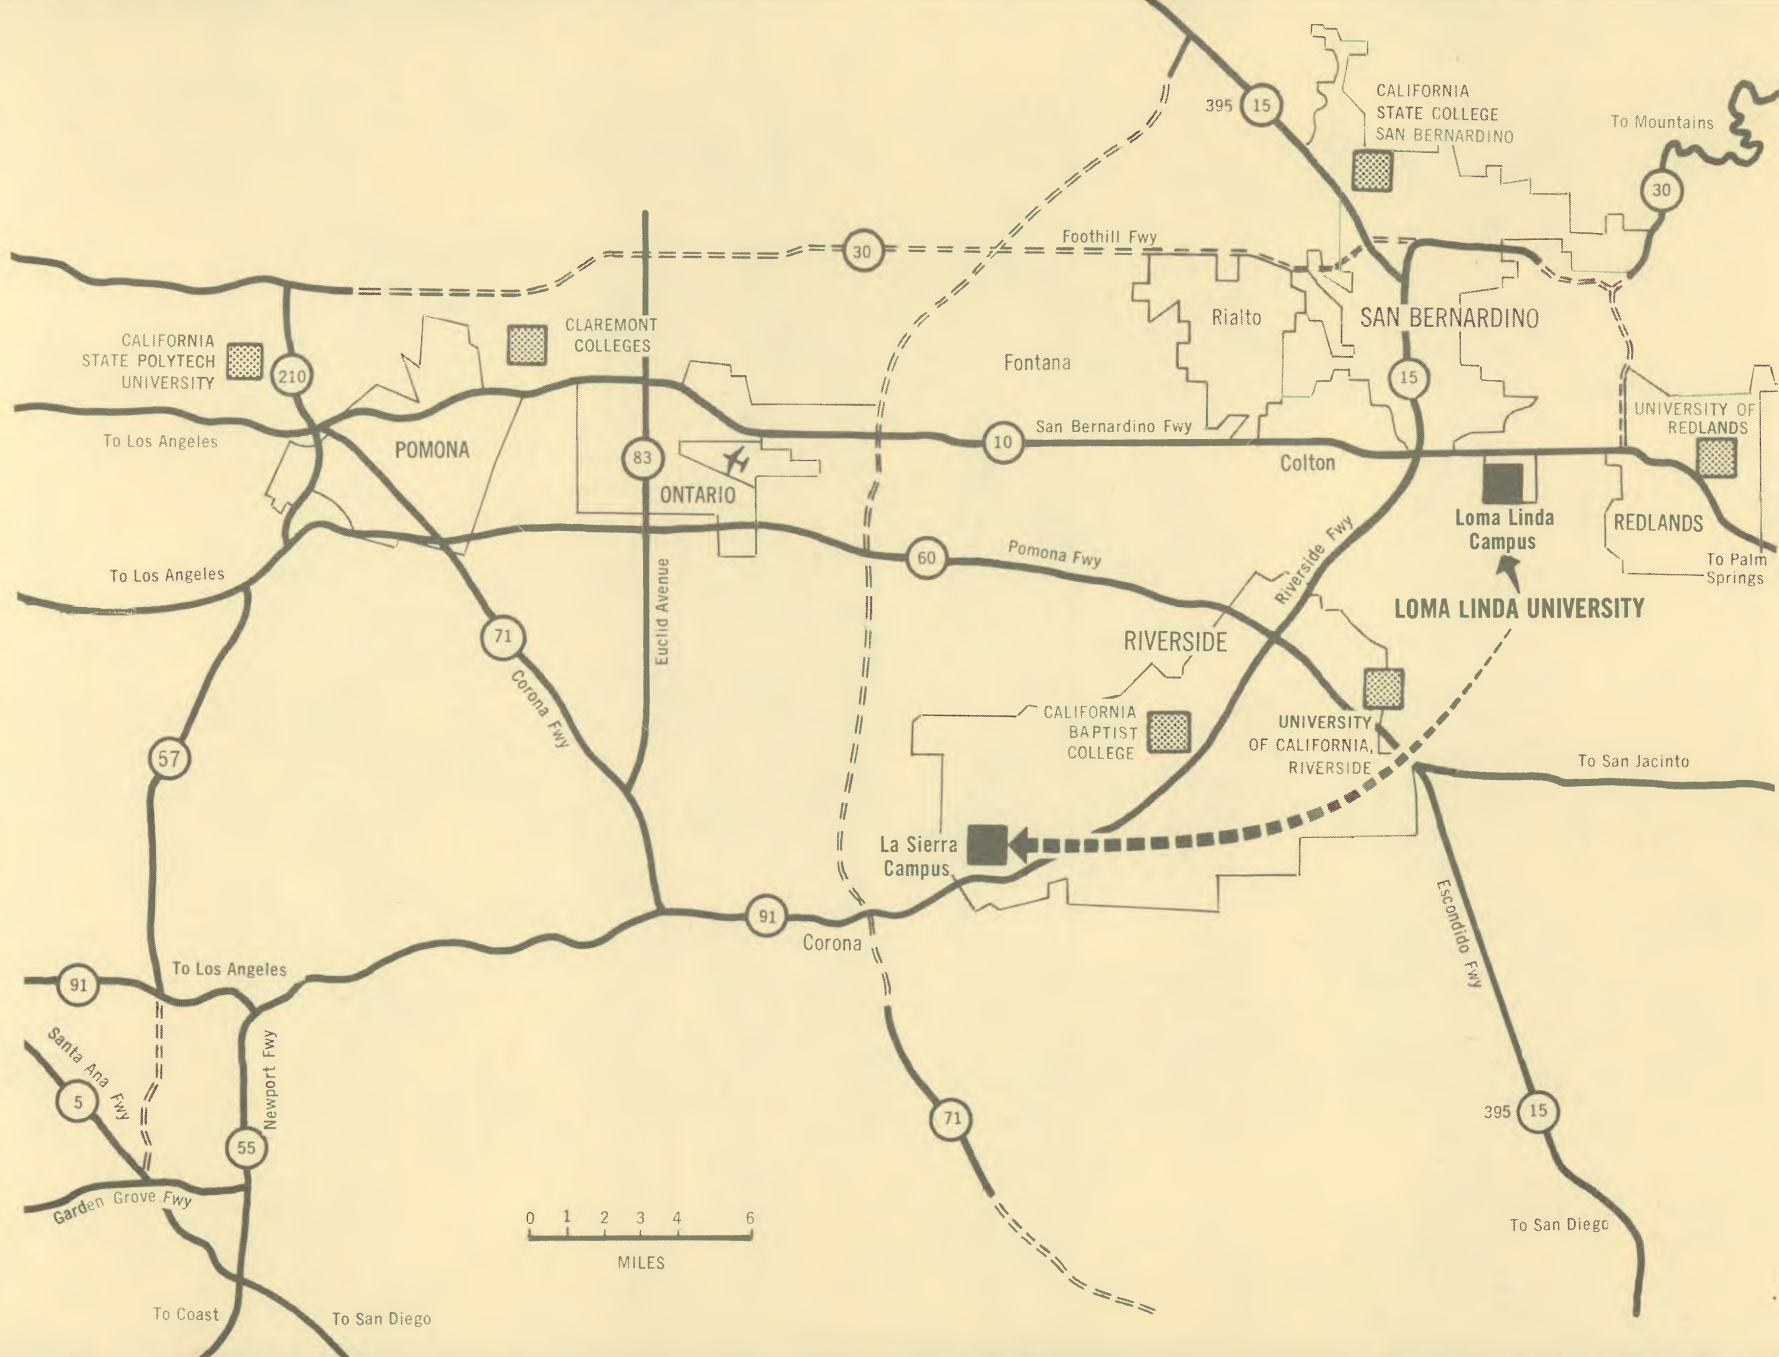 395
15
CALIFORNIA
STATE COLLEGE
SAN BERNARDINO
To Mountains
30
30
Foothill Fwy
Rialto
SAN BERNARDINO
CALIFORNIA
STATE POLYTECH
UNIVERSITY
CLAREMONT
COLLEGES
210
Fontana
15
UNIVERSITY OF
REDLANDS
To Los Angeles
POMONA
83
ONTARIO
10
San Bernardino Fwy
Colton
Loma Linda
Campus
REDLANDS
To Palm
Springs
To Los Angeles
60
Pomona Fwy
Riverside Fwy
LOMA LINDA UNIVERSITY
Euclid Avenue
71
Corona Fwy
RIVERSIDE
CALIFORNIA
BAPTIST
COLLEGE
UNIVERSITY
OF CALIFORNIA,
RIVERSIDE
57
To San Jacinto
La Sierra
Campus
91
Corona
Escondido Fwy
91
To Los Angeles
Santa Ana Fwy
5
Newport Fwy
55
71
395
15
Garden Grove Fwy
0 1 2 3 4 6
MILES
To San Diego
To Coast
To San Diego